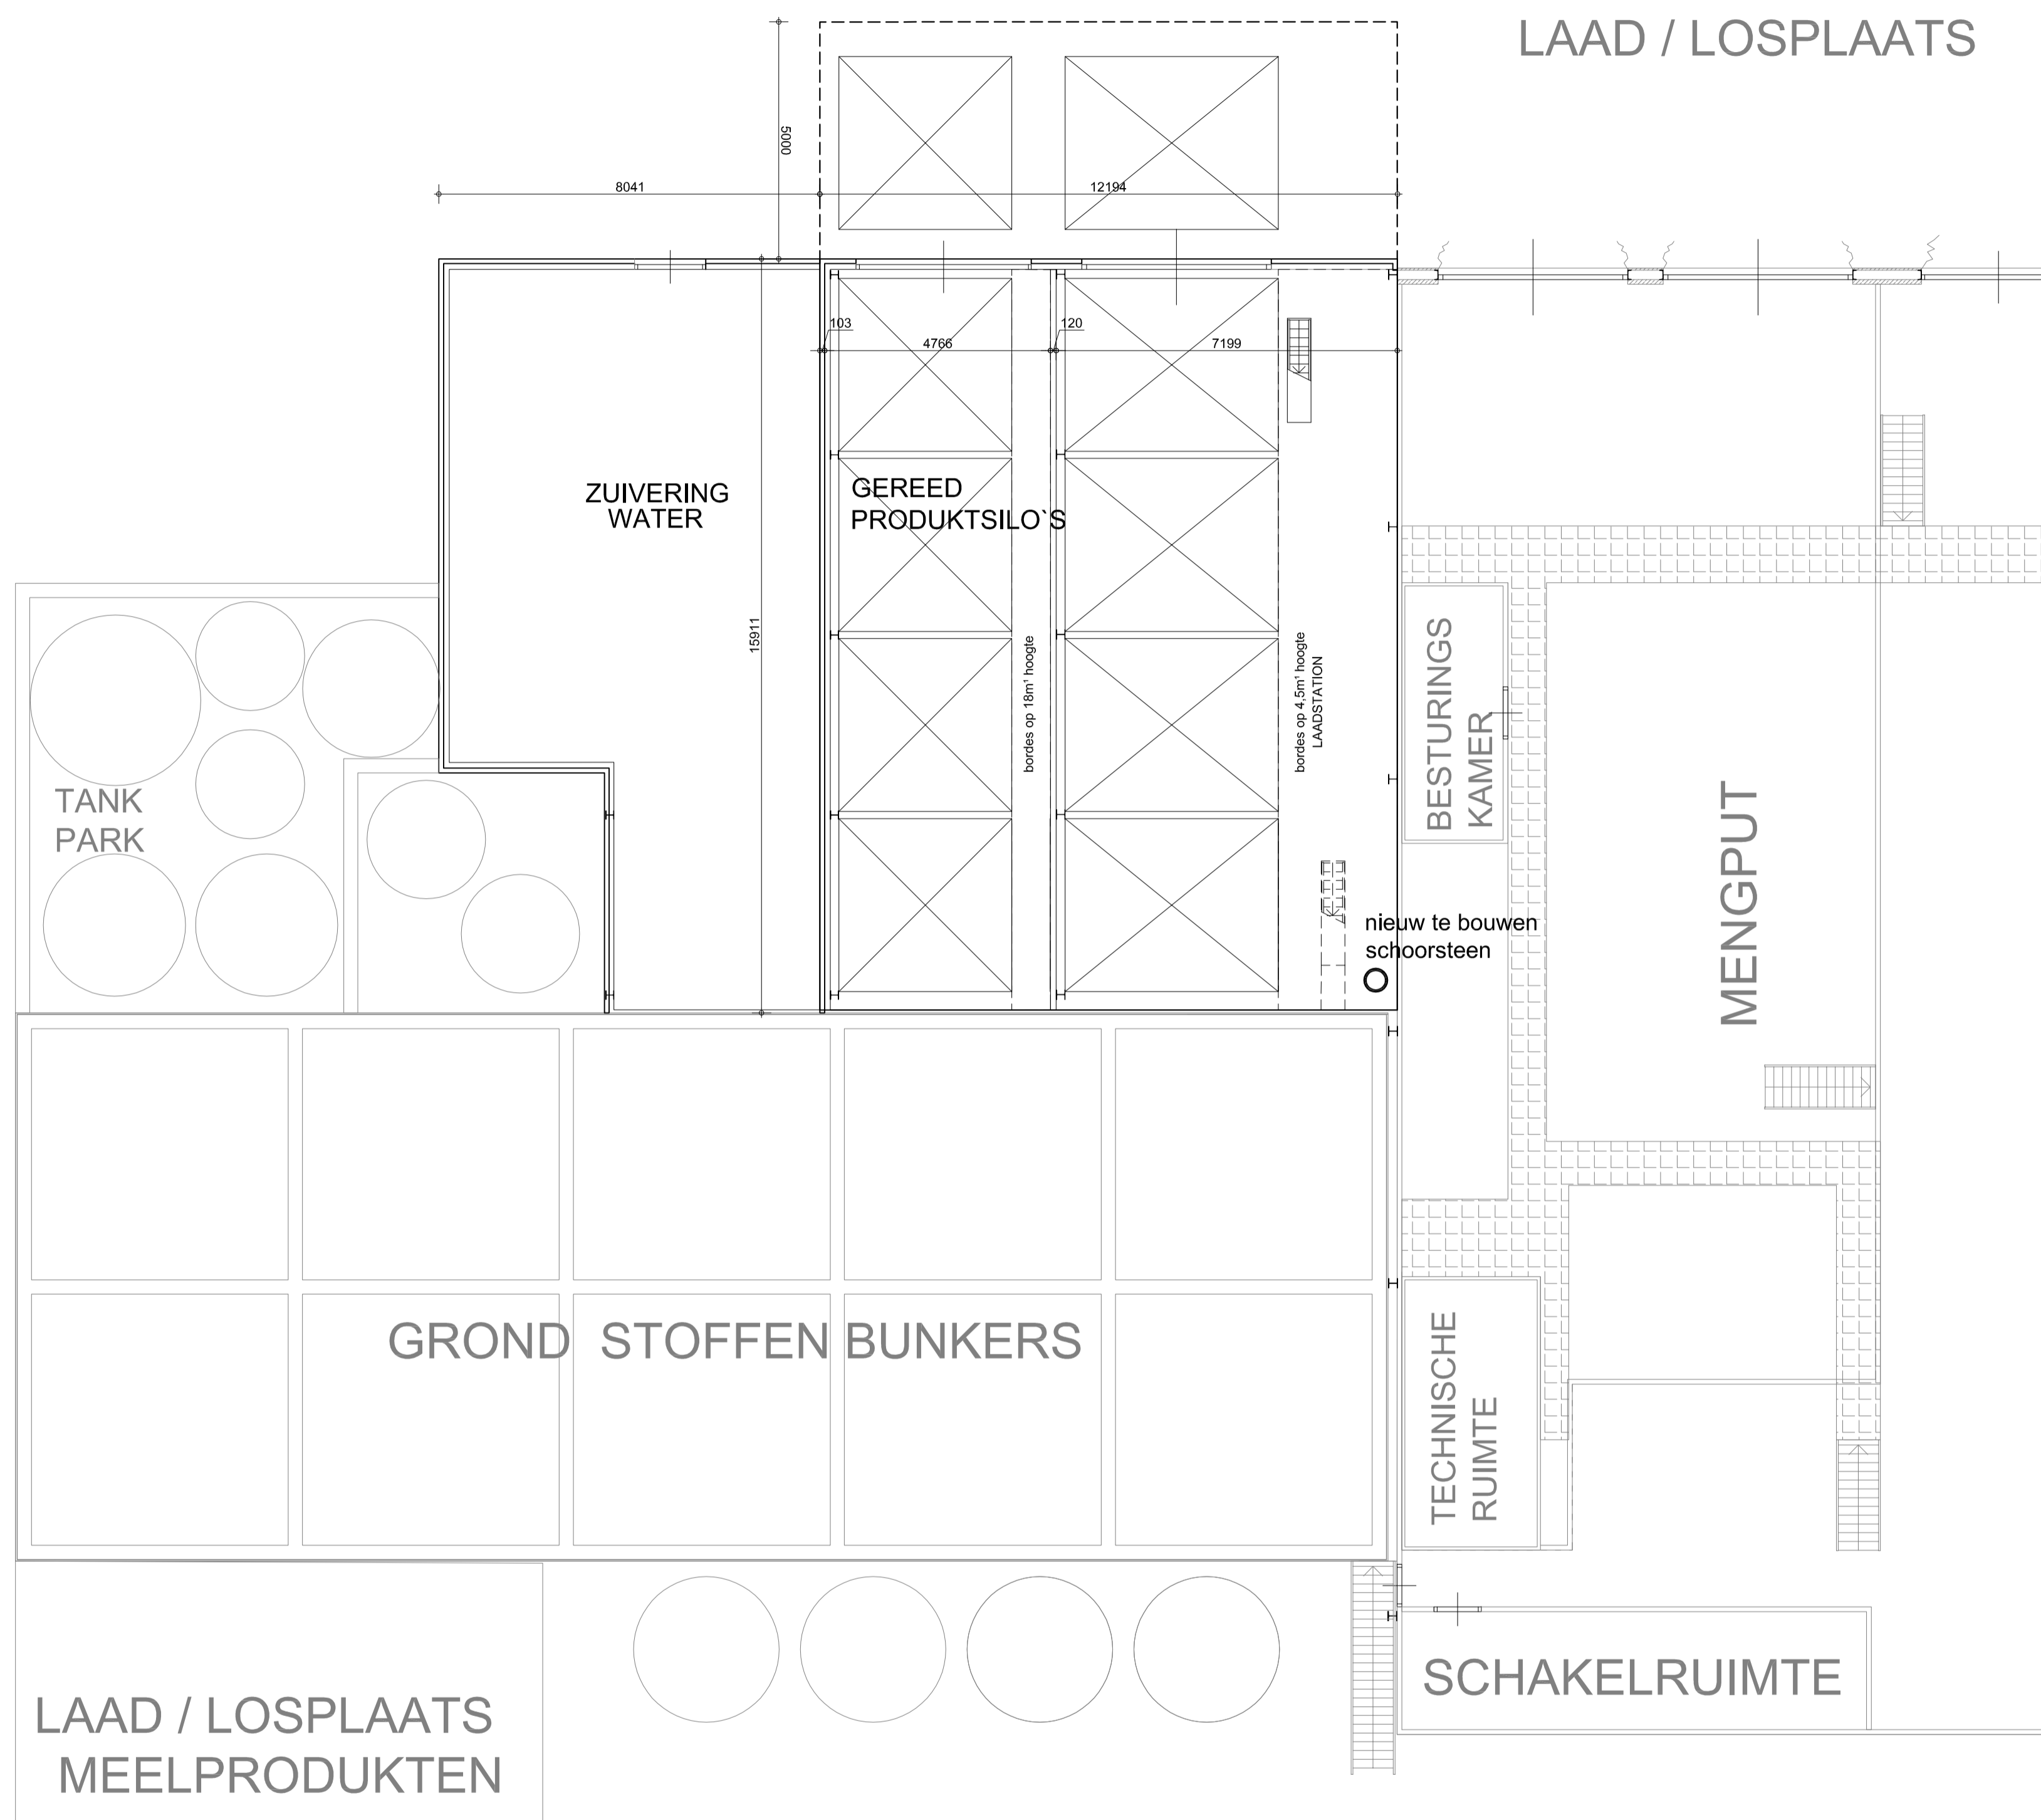 LAAD / LOSPLAATS
5000
8041
12194
103
120
4766
7199
ZUIVERING
WATER
GEREED
PRODUKTSILO`S
15911
bordes op 18m¹ hoogte
bordes op 4,5m¹ hoogte
LAADSTATION
BESTURINGS
KAMER
MENGPUT
TANK
PARK
nieuw te bouwen
schoorsteen
GROND STOFFEN BUNKERS
TECHNISCHE
RUIMTE
SCHAKELRUIMTE
LAAD / LOSPLAATS
MEELPRODUKTEN